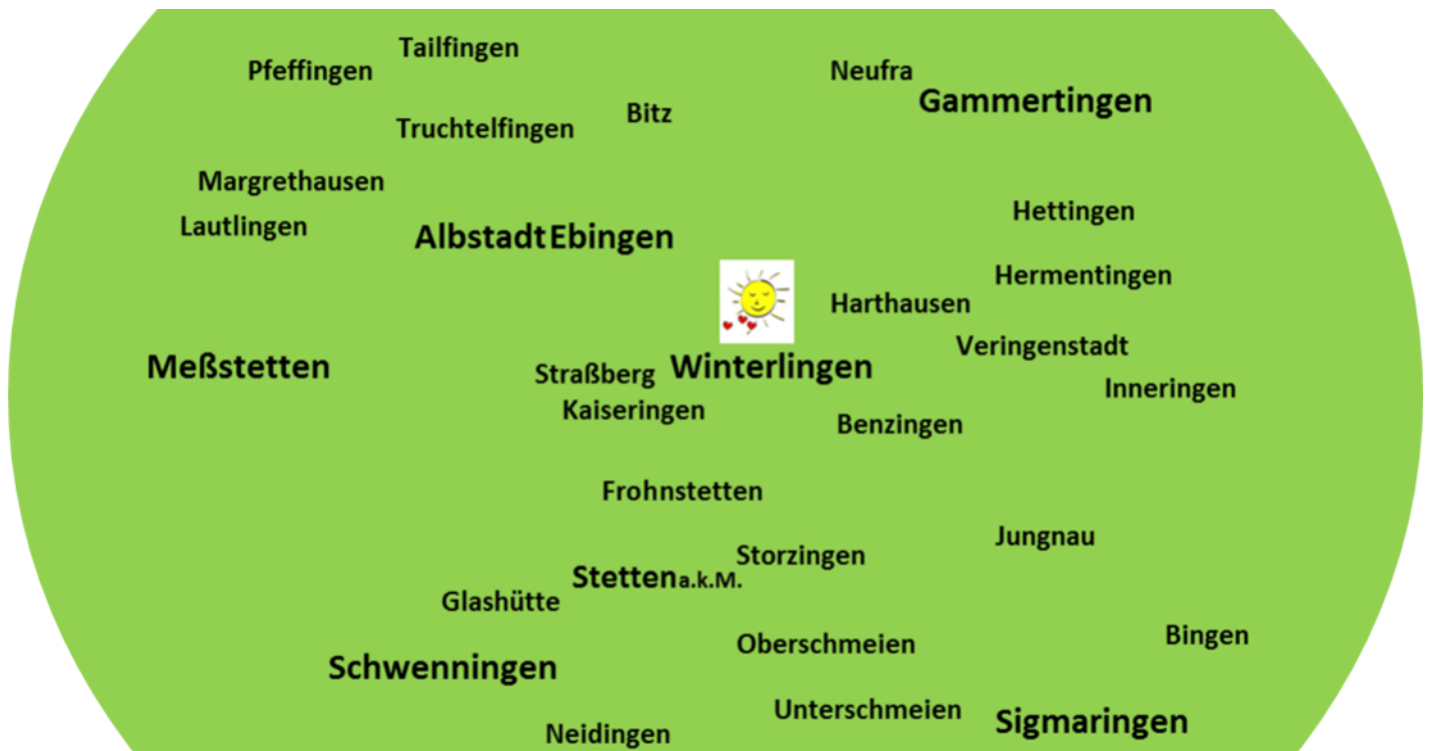 Tailfingen
Pfeffingen
Neufra
Gammertingen
Bitz
Truchtelfingen
Margrethausen
Hettingen
Lautlingen
Albstadt Ebingen
Hermentingen
Harthausen
Veringenstadt
Meßstetten
Straßberg
Winterlingen
Inneringen
Kaiseringen
Benzingen
Frohnstetten
Jungnau
Storzingen
Stetten a.k.M.
Glashütte
Bingen
Oberschmeien
Schwenningen
Unterschmeien
Sigmaringen
Neidingen